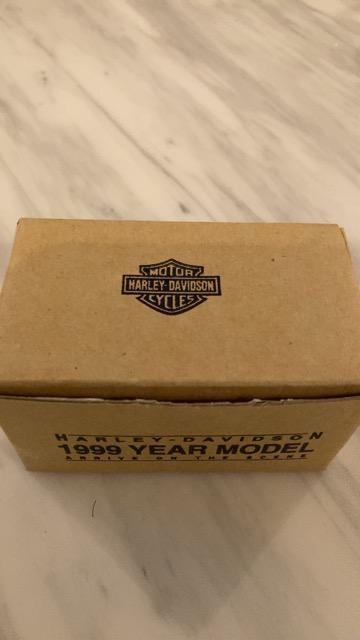 MOTOR
HARLEY-DAVIDSON
CYCLES
HARLEY-DAVIDSON
1999 YEAR MODEL
ARRIVE ON THE SCENE